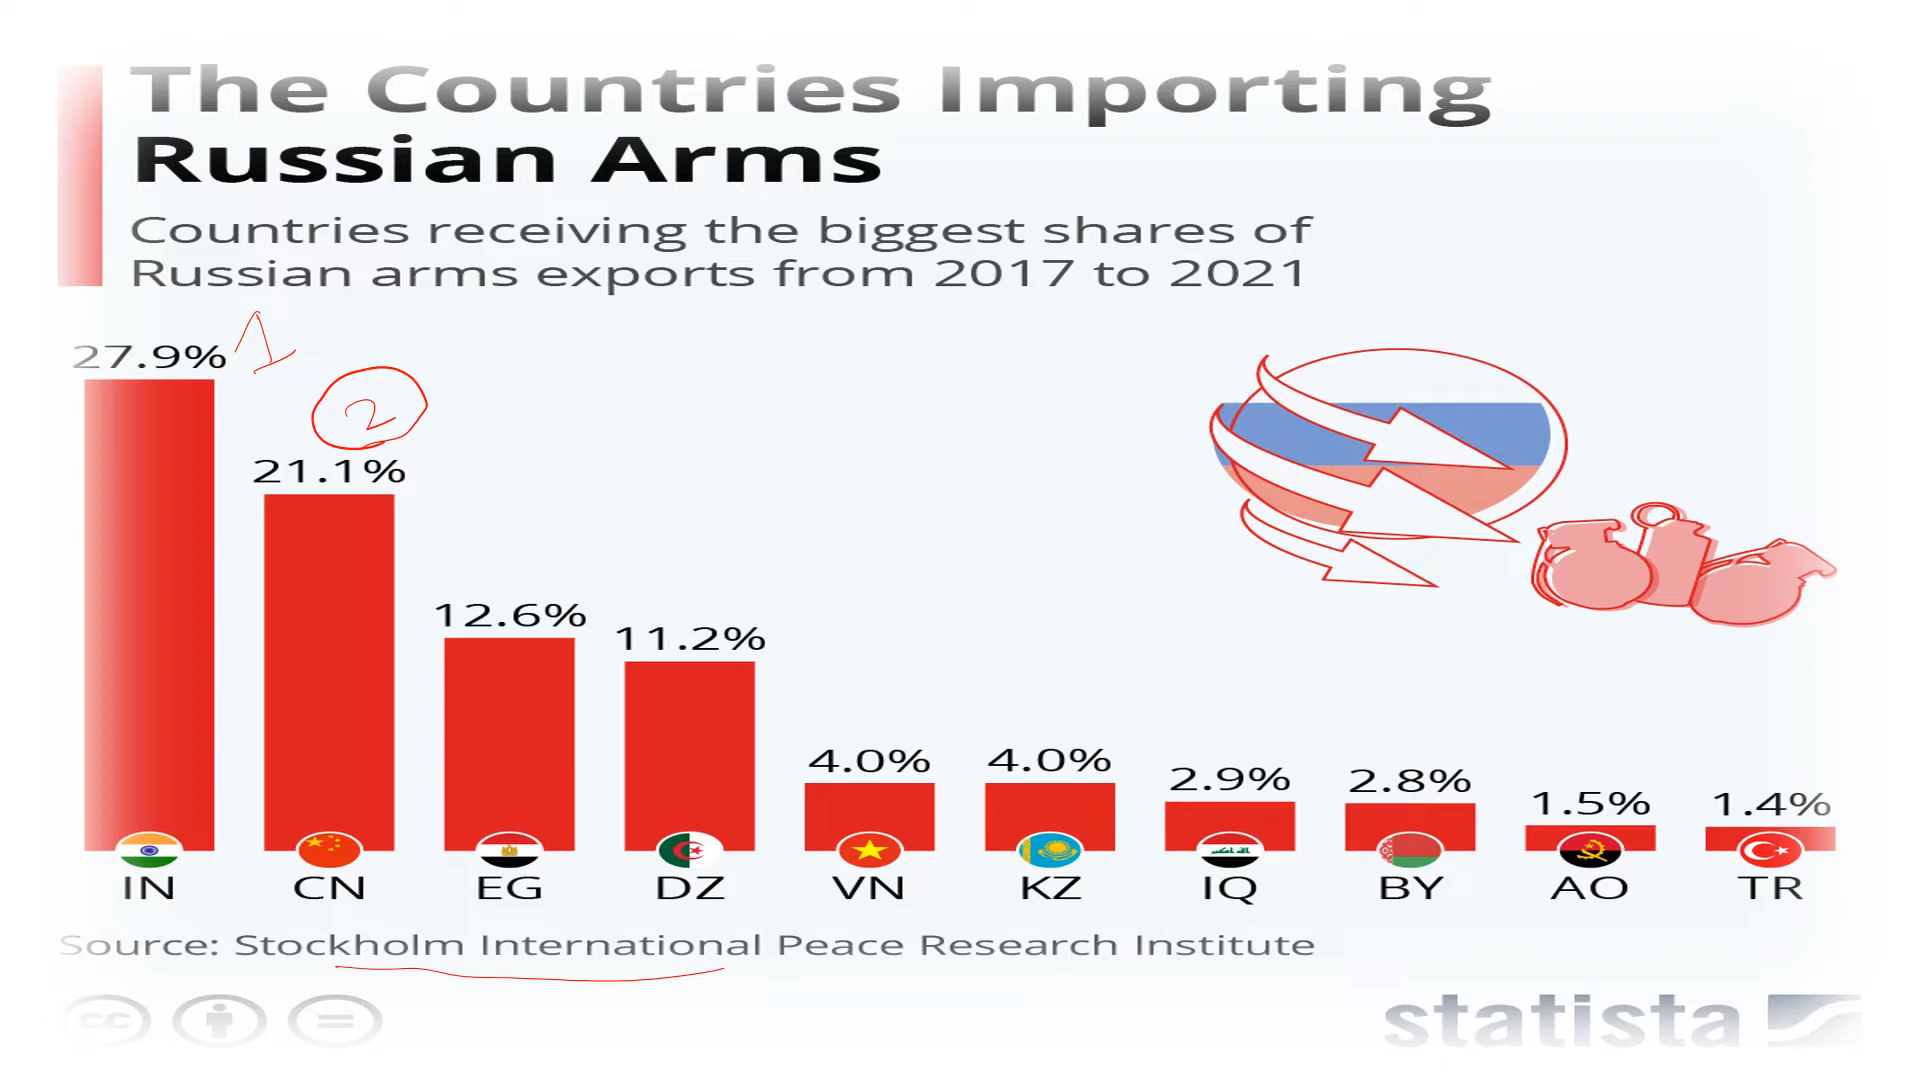 The Countries Importing
Russian Arms
Countries receiving the biggest shares of
Russian arms exports from 2017 to 2021
27.9% 1
2
21.1%
12.6%
11.2%
4.0%
4.0%
2.9%
2.8%
1.5%
1.4%
IN CN EG DZ VN KZ IQ BY AO TR
Source: Stockholm International Peace Research Institute
cc
statista